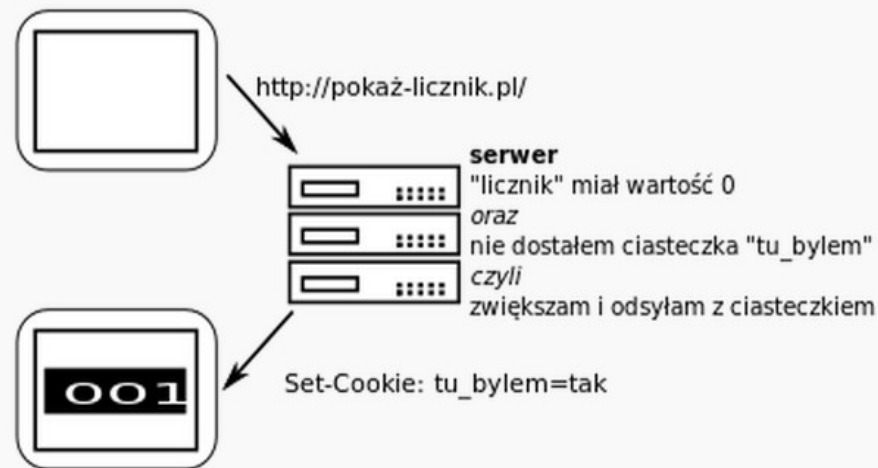 http://pokaż-licznik.pl/
serwer
"licznik" miał wartość 0
oraz
nie dostałem ciasteczka "tu_bylem"
czyli
zwiększam i odsyłam z ciasteczkiem
Set-Cookie: tu_bylem=tak
001